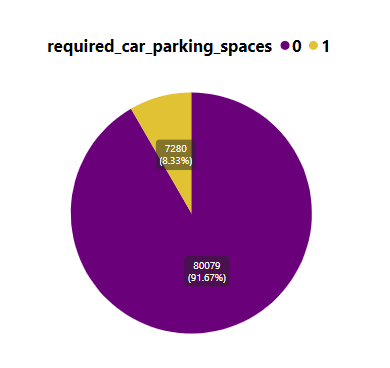 required_car_parking_spaces 0 1
7280
(8.33%)
80079
(91.67%)